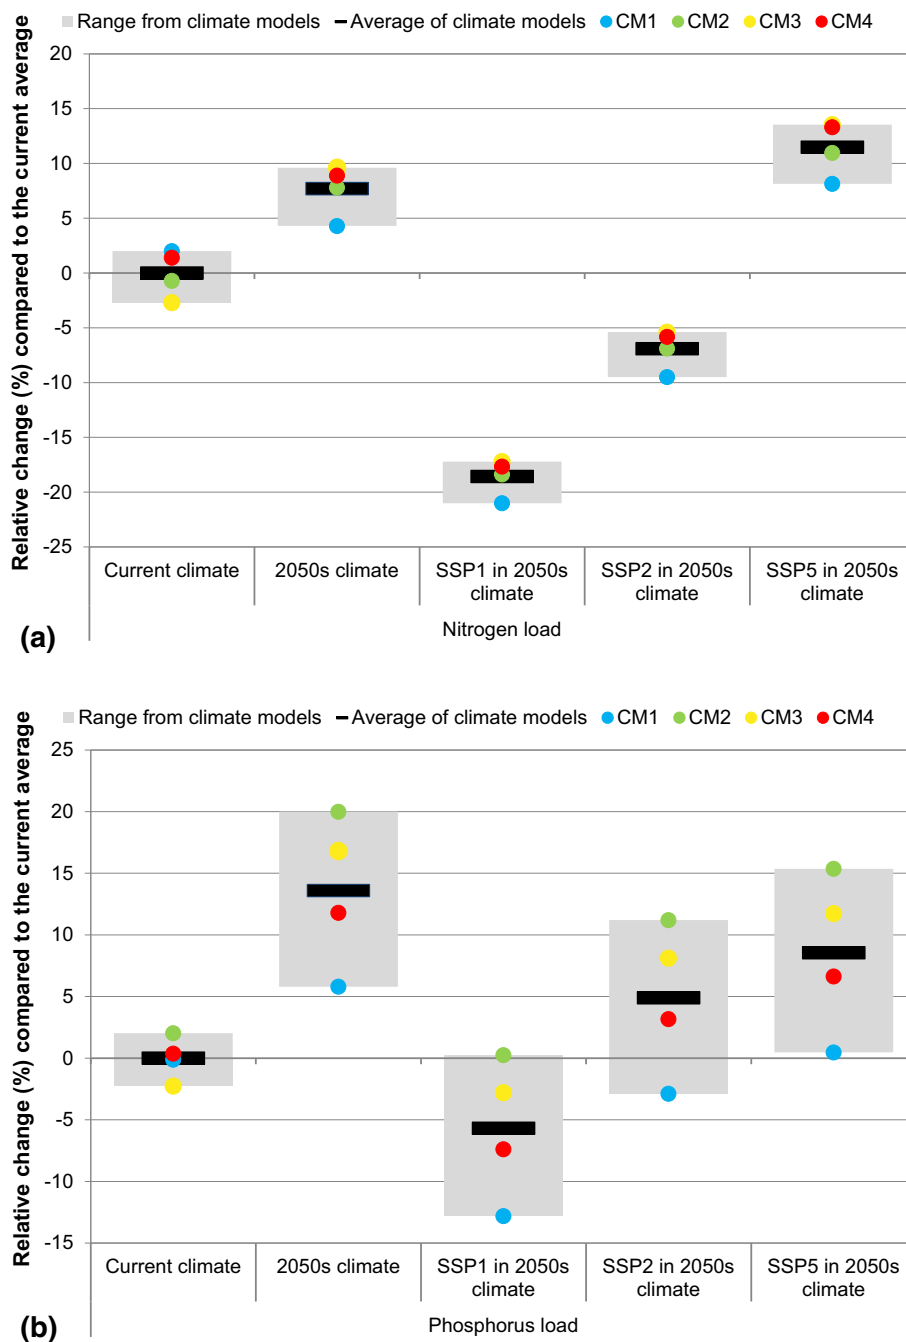 Range from climate models Average of climate models CM1 CM2 CM3 CM4
Relative change (%) compared to the current average
20
15
10
5
0
-5
-10
-15
-20
-25
Current climate 2050s climate SSP1 in 2050s SSP2 in 2050s SSP5 in 2050s
climate climate climate
Nitrogen load
(a)
Range from climate models Average of climate models CM1 CM2 CM3 CM4
Relative change (%) compared to the current average
25
20
15
10
5
0
-5
-10
-15
Current climate 2050s climate SSP1 in 2050s SSP2 in 2050s SSP5 in 2050s
climate climate climate
Phosphorus load
(b)